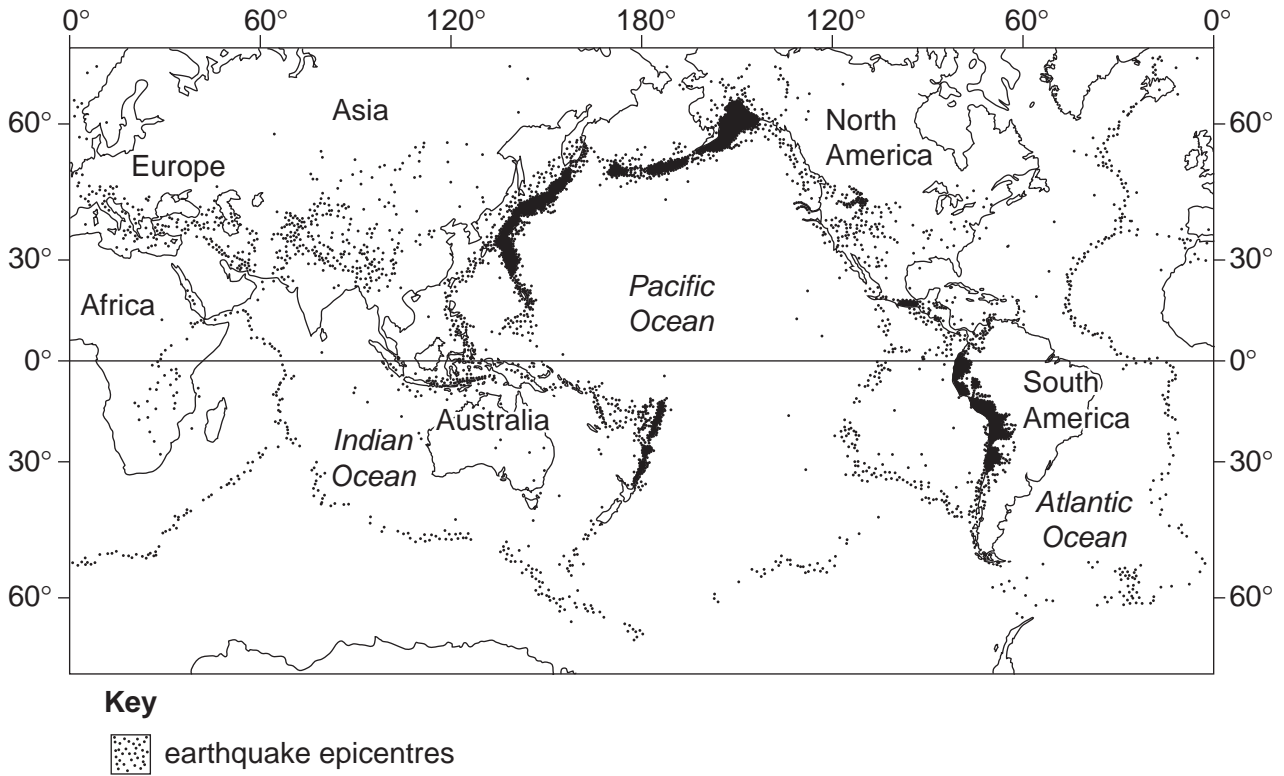 0° 60° 120° 180° 120° 60° 0°
Asia
North
America
60° 60°
Europe
30° 30°
Africa
Pacific
Ocean
0° 0°
South
America
Australia
Indian
Ocean
30° 30°
Atlantic
Ocean
60° 60°
Key
earthquake epicentres